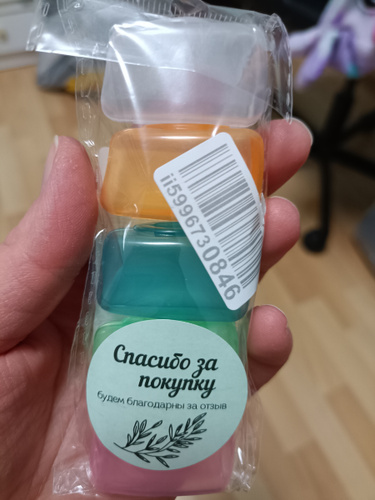 ii5996730846
Спасибо за
покупку
будем благодарны за отзыв